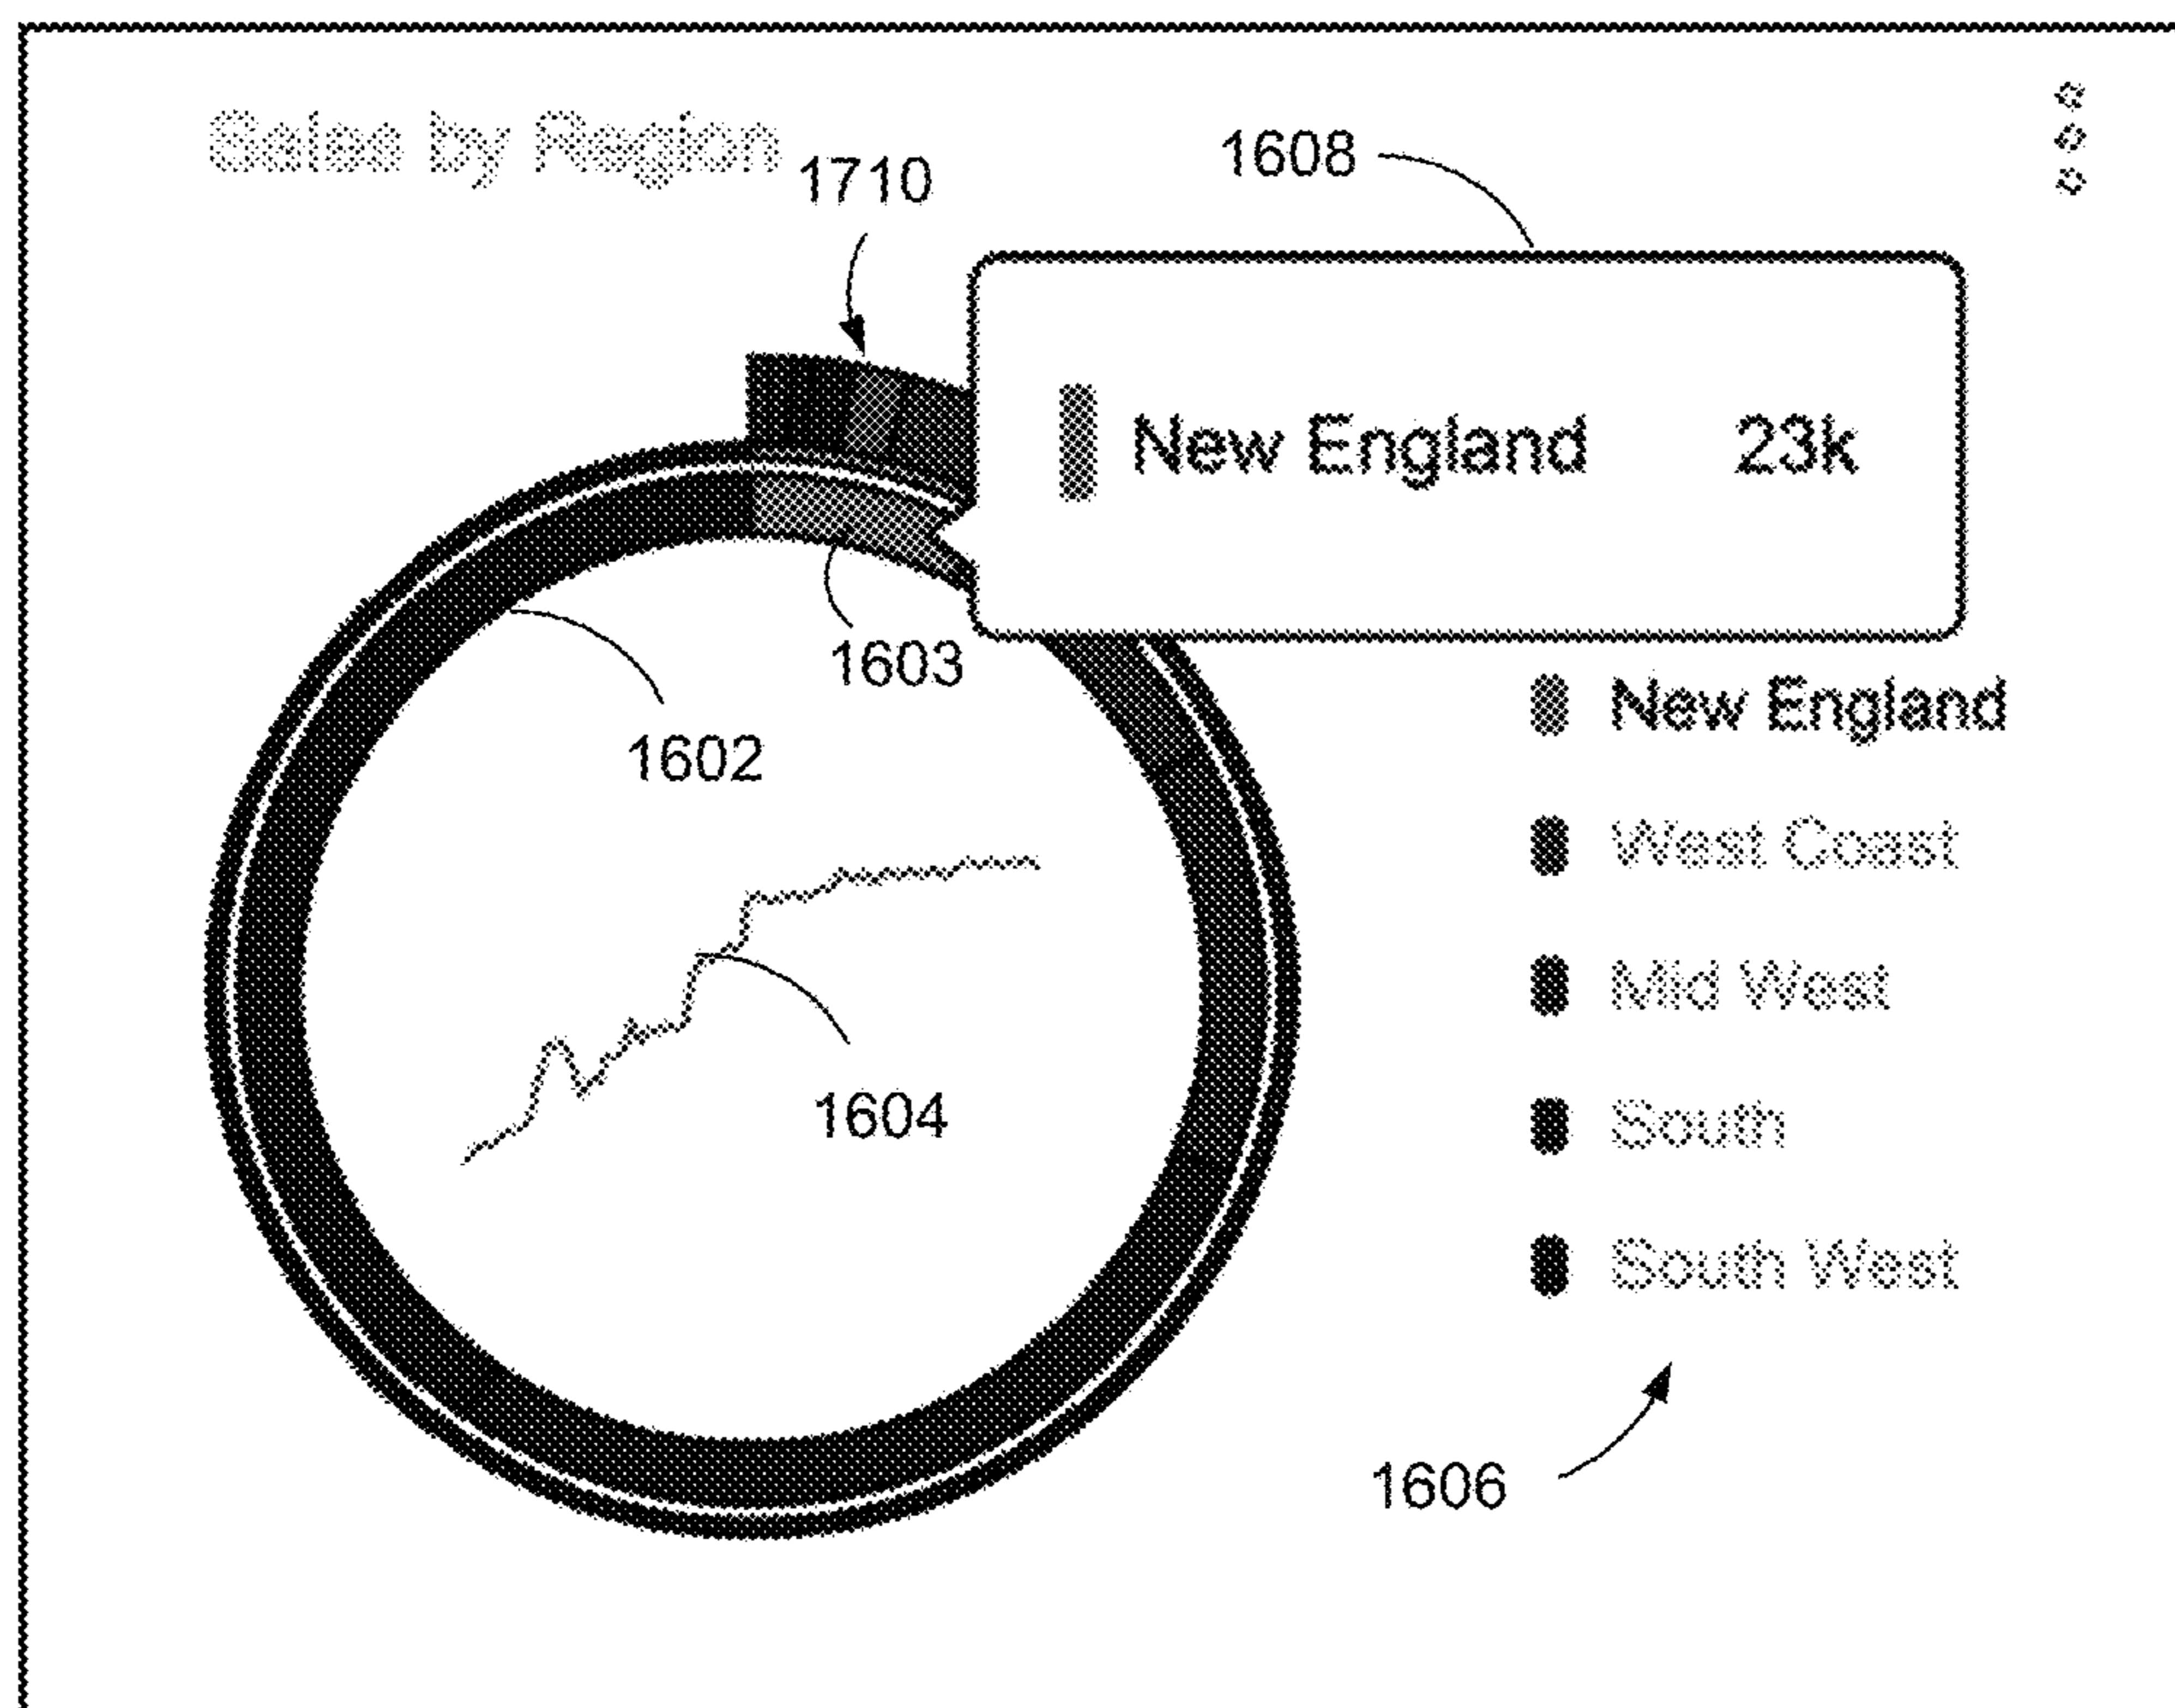 Sales by Region
1710
1608
New England 23k
1603
1602
New England
West Coast
Mid West
1604
South
South West
1606